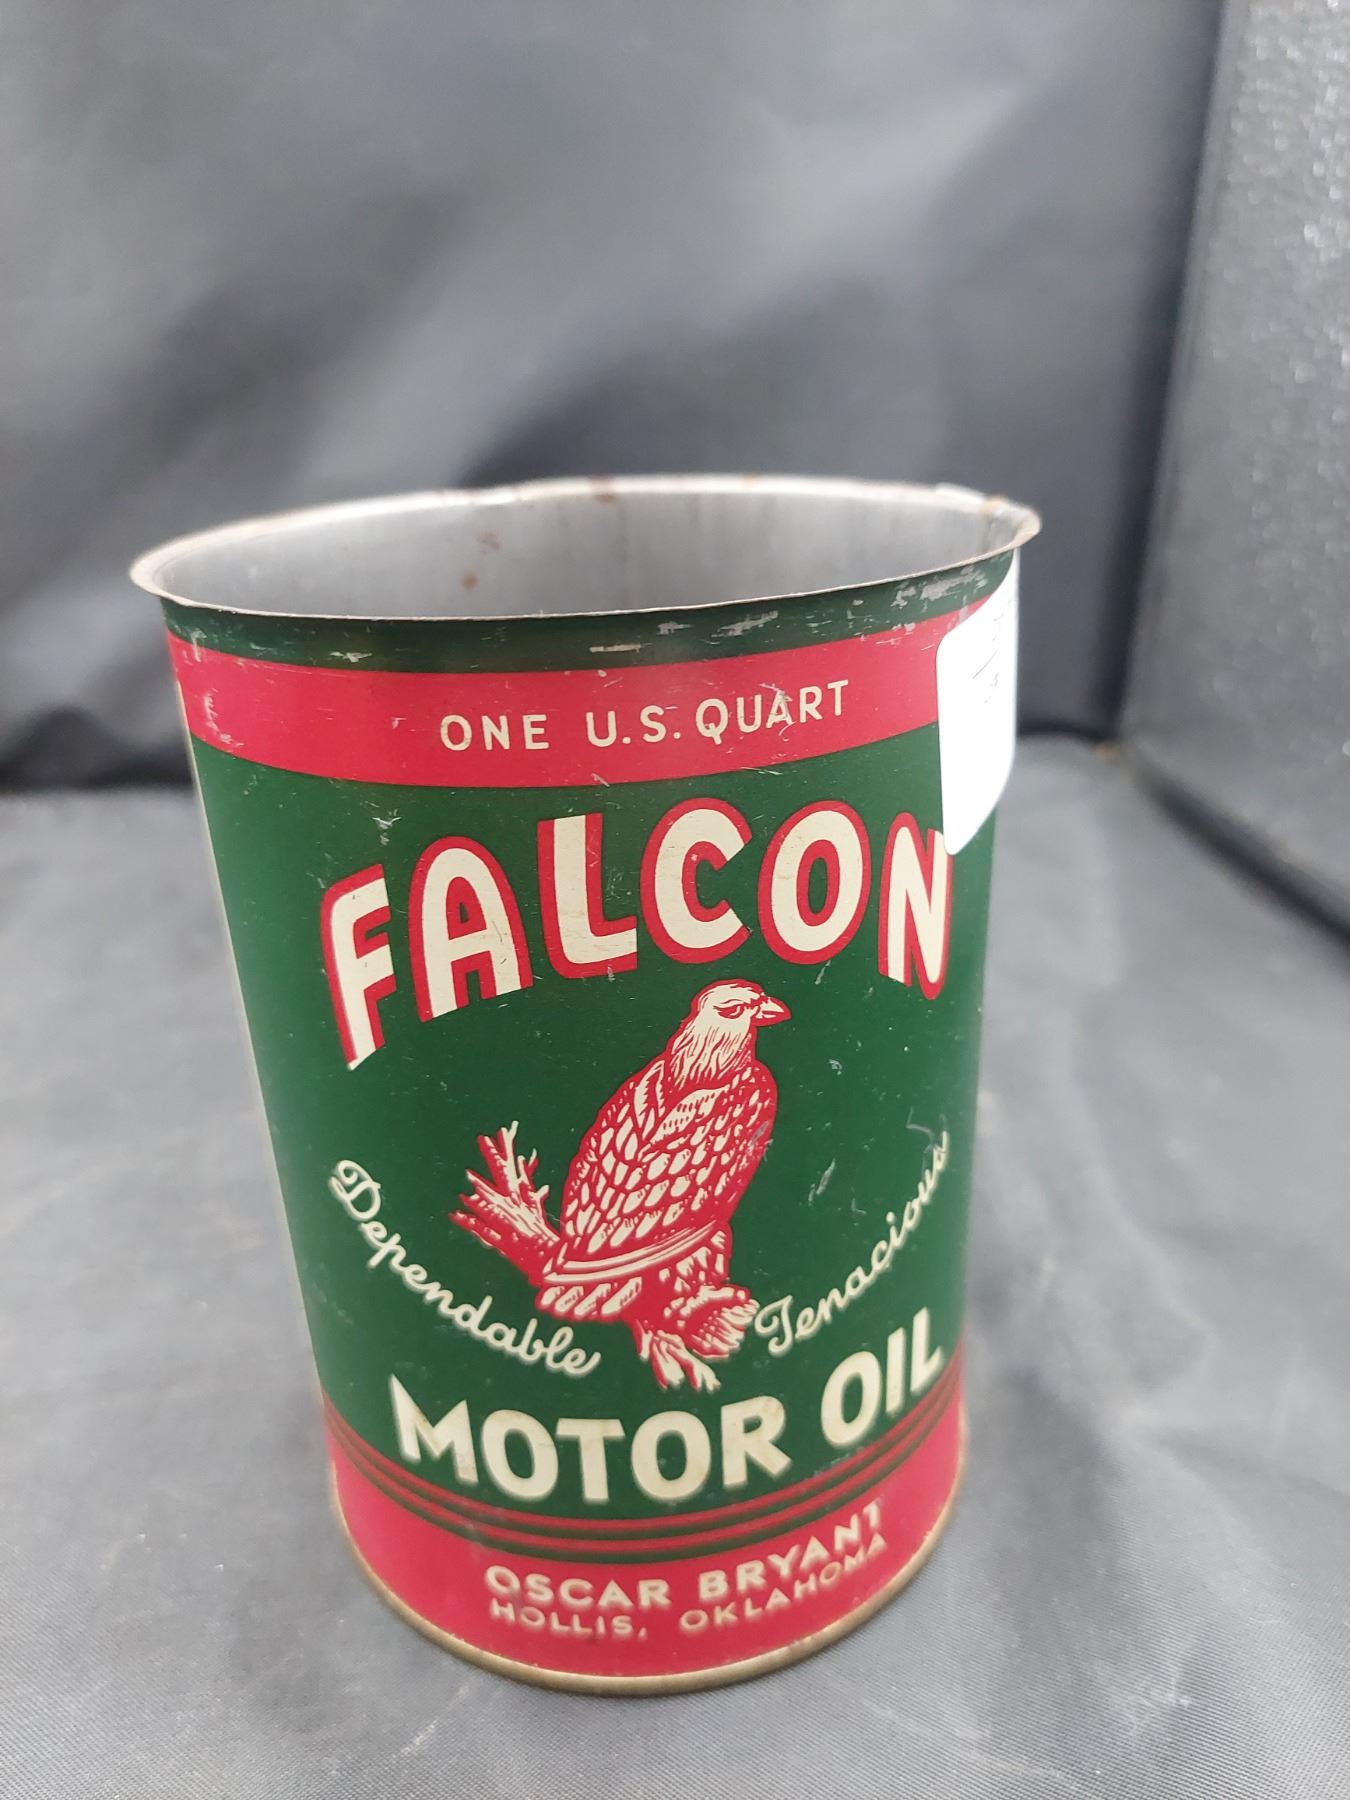 ONE U.S. QUART
FALCON
Dependable Tenacious
MOTOR OIL
OSCAR BRYANT
HOLLIS, OKLAHOMA